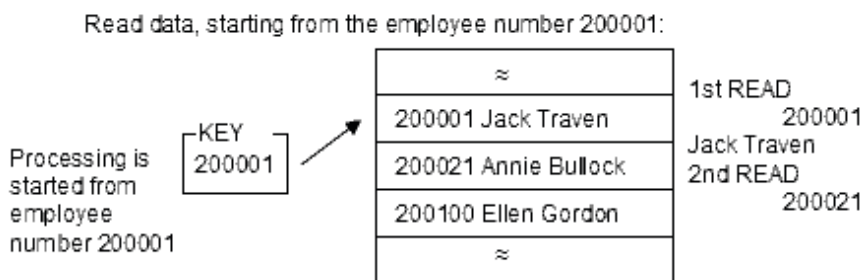 Read data, starting from the employee number 200001:
Processing is
started from
employee
number 200001
KEY
200001
≈
200001 Jack Traven
200021 Annie Bullock
200100 Ellen Gordon
≈
1st READ
200001
Jack Traven
2nd READ
200021